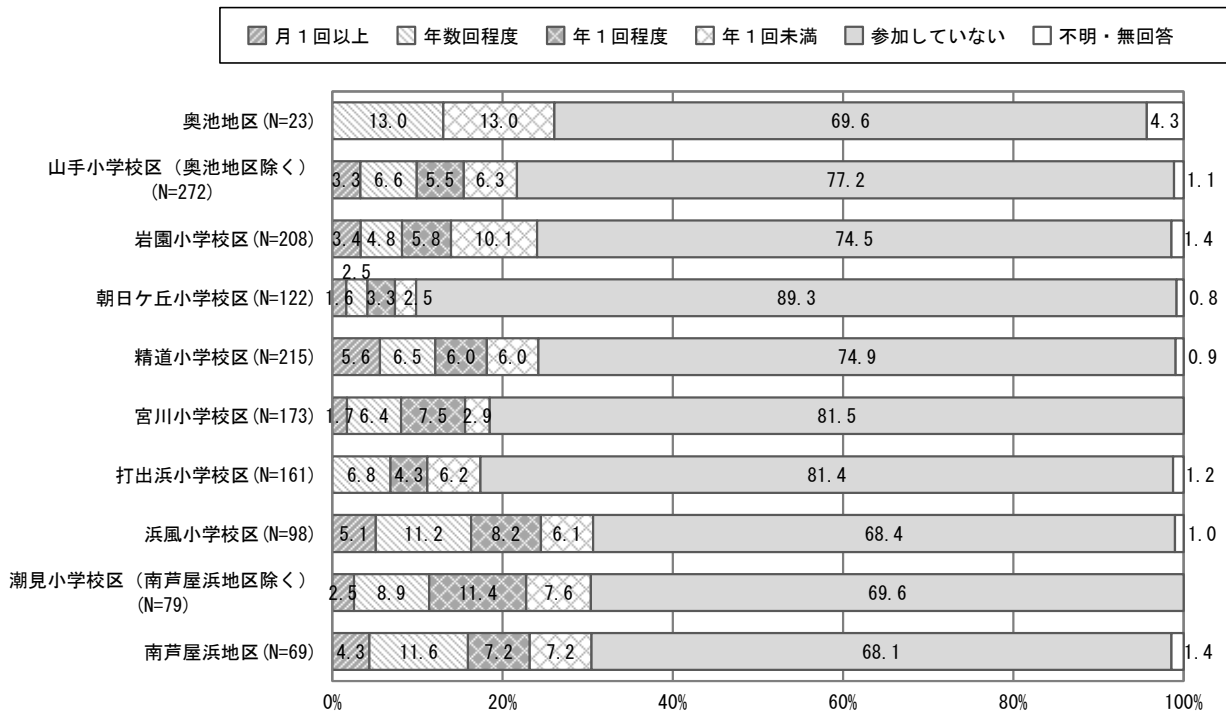 月１回以上 年数回程度 年１回程度 年１回未満 参加していない 不明・無回答
奥池地区(N=23) 13.0 13.0 69.6 4.3
山手小学校区（奥池地区除く）
(N=272) 3.3 6.6 5.5 6.3 77.2 1.1
岩園小学校区(N=208) 3.4 4.8 5.8 10.1 74.5 1.4
2.5
朝日ケ丘小学校区(N=122) 1.6 3.3 2.5 89.3 0.8
精道小学校区(N=215) 5.6 6.5 6.0 6.0 74.9 0.9
宮川小学校区(N=173) 1.7 6.4 7.5 2.9 81.5
打出浜小学校区(N=161) 6.8 4.3 6.2 81.4 1.2
浜風小学校区(N=98) 5.1 11.2 8.2 6.1 68.4 1.0
潮見小学校区（南芦屋浜地区除く）
(N=79) 2.5 8.9 11.4 7.6 69.6
南芦屋浜地区(N=69) 4.3 11.6 7.2 7.2 68.1 1.4
0% 20% 40% 60% 80% 100%